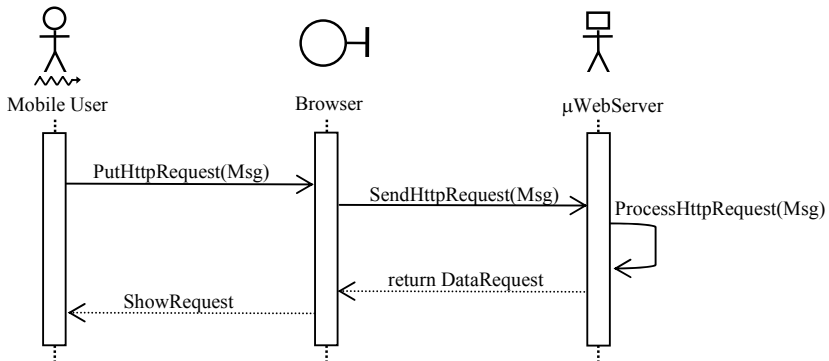 Mobile User
Browser
μWebServer
PutHttpRequest(Msg)
SendHttpRequest(Msg)
ProcessHttpRequest(Msg)
return DataRequest
ShowRequest